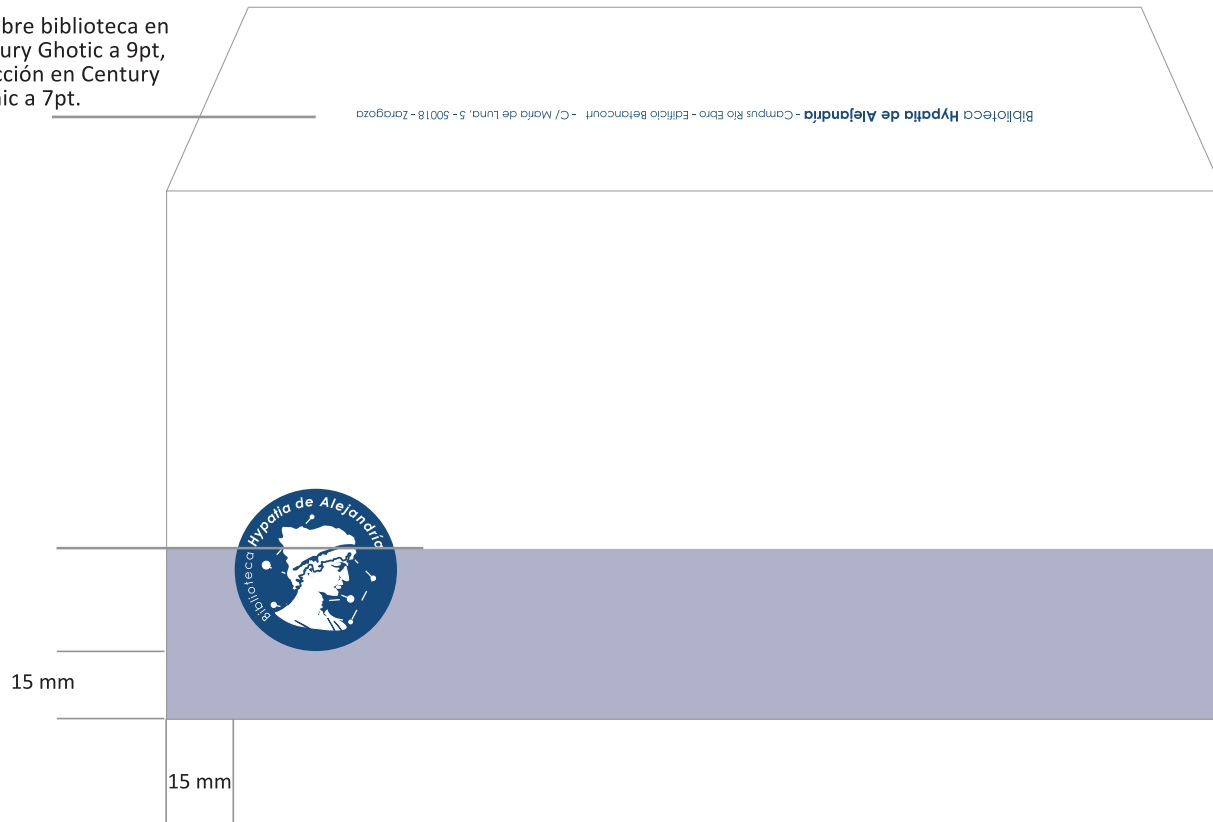 bre biblioteca en
ury Ghotic a 9pt,
cción en Century
ic a 7pt.
Biblioteca Hypatia de Alejandría - Campus Río Ebro - Edificio Betancourt - C/ María de Luna, 5 - 50018 - Zaragoza
Biblioteca Hypatia de Alejandría
15 mm
15 mm